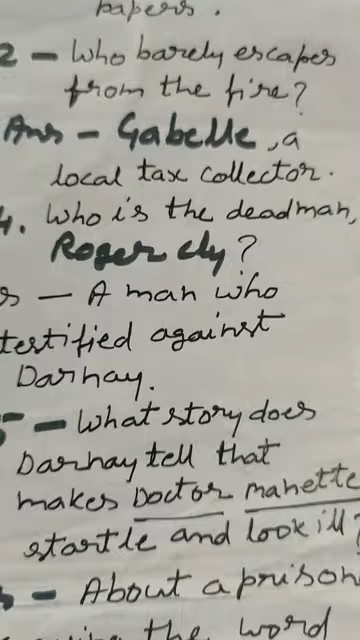 papers.
2 - Who barely escapes
from the fire?
Ans - Gabelle, a
local tax collector.
4. Who is the deadman,
Roger cly?
s - A man who
testified against
Darnay.
5 - What story does
Darnay tell that
makes Doctor manette
startle and look ill?
s - About a prison
the word